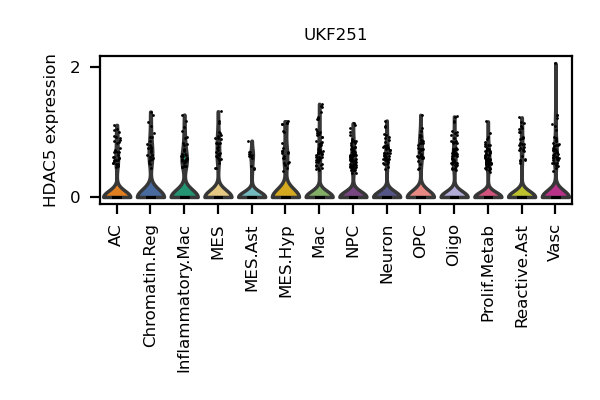 UKF251
HDAC5 expression
2
0
AC
Chromatin.Reg
Inflammatory.Mac
MES
MES.Ast
MES.Hyp
Mac
NPC
Neuron
OPC
Oligo
Prolif.Metab
Reactive.Ast
Vasc